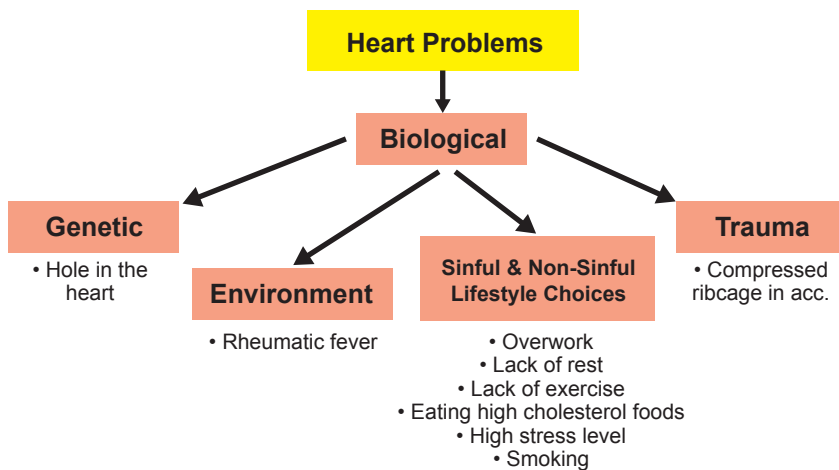 Heart Problems
Biological
Genetic
• Hole in the
heart
Environment
• Rheumatic fever
Sinful & Non-Sinful
Lifestyle Choices
• Overwork
• Lack of rest
• Lack of exercise
• Eating high cholesterol foods
• High stress level
• Smoking
Trauma
• Compressed
ribcage in acc.